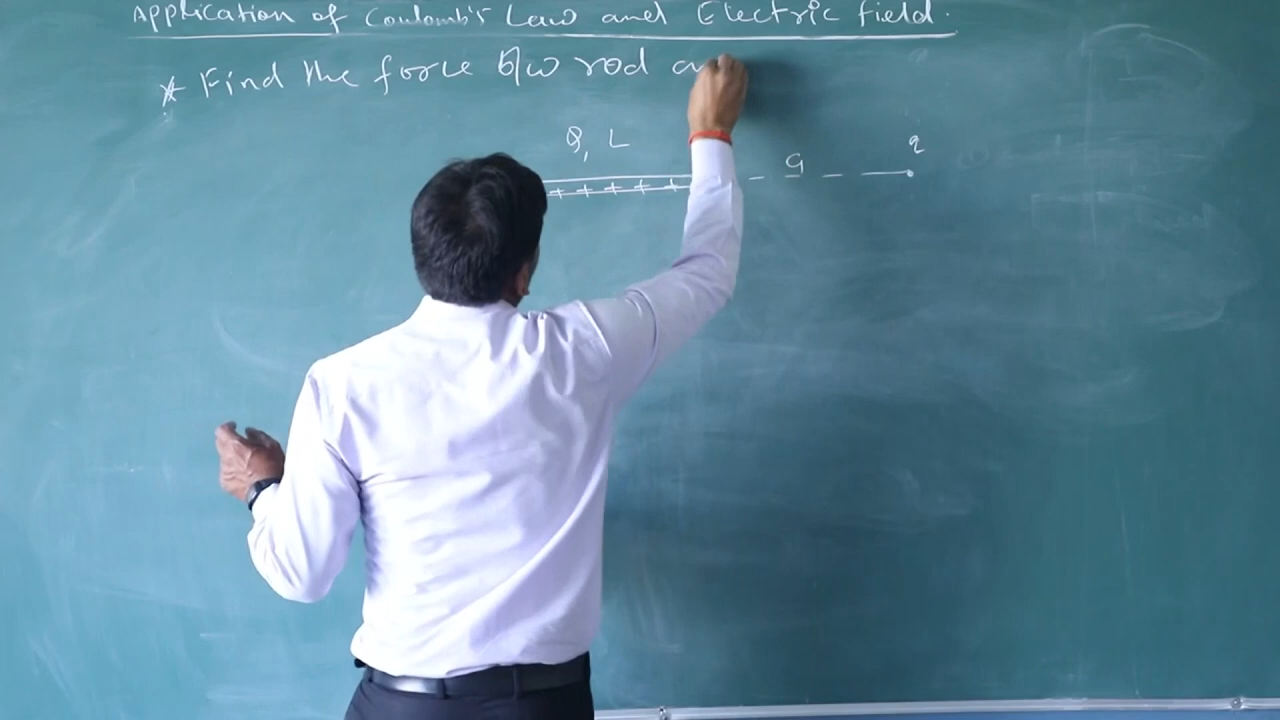 Application of Coulomb's Law and Electric field.
* Find the force b/w rod a
Q, L
q
+ + + + +